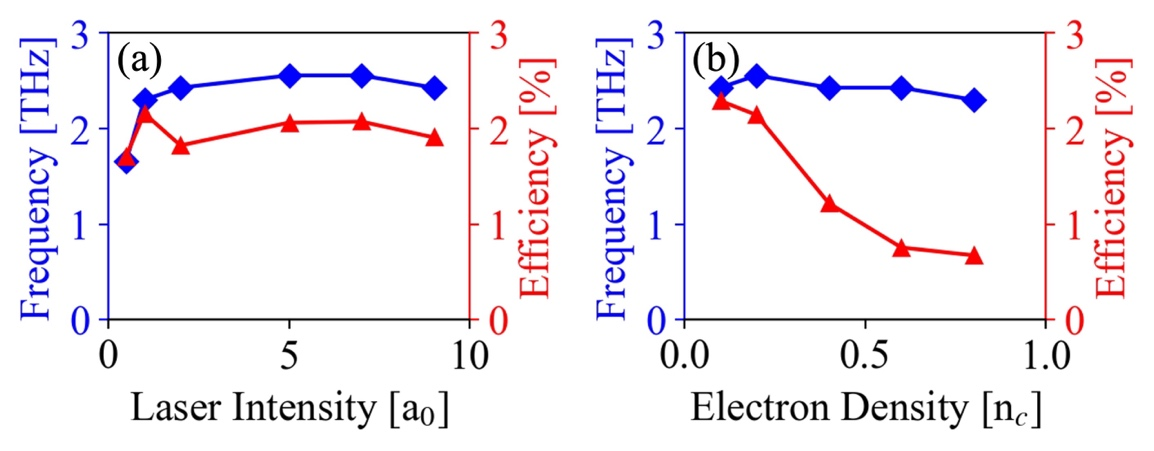 (a)
Frequency [THz]
3
2
1
0
3
2
1
0
Efficiency [%]
0 5 10
Laser Intensity [a₀]
(b)
Frequency [THz]
3
2
1
0
3
2
1
0
Efficiency [%]
0.0 0.5 1.0
Electron Density [n_c]